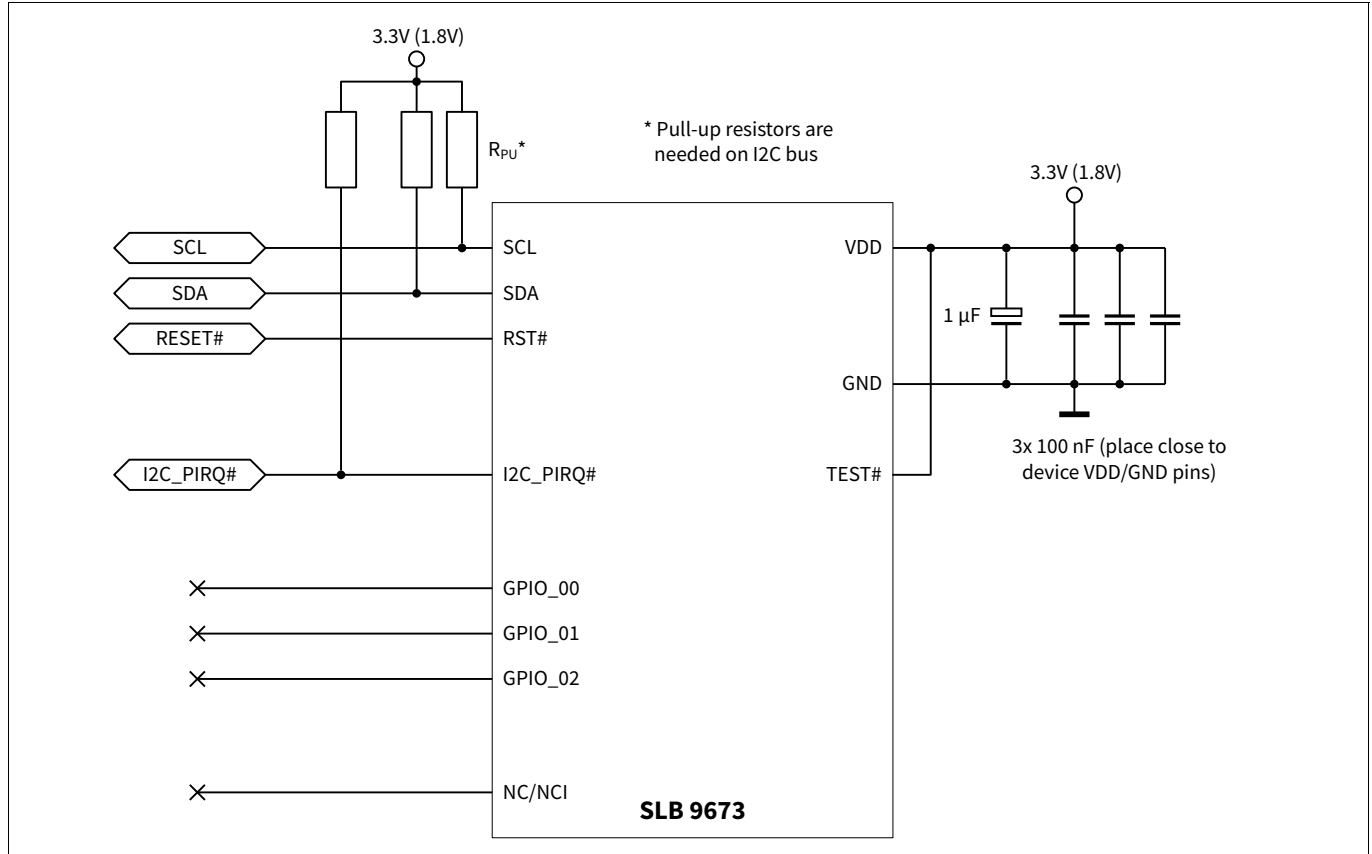 3.3V (1.8V)
* Pull-up resistors are
needed on I2C bus
RPU*
3.3V (1.8V)
SCL
SCL
VDD
SDA
SDA
1 µF
RESET#
RST#
GND
3x 100 nF (place close to
device VDD/GND pins)
I2C_PIRQ#
I2C_PIRQ#
TEST#
GPIO_00
GPIO_01
GPIO_02
NC/NCI
SLB 9673